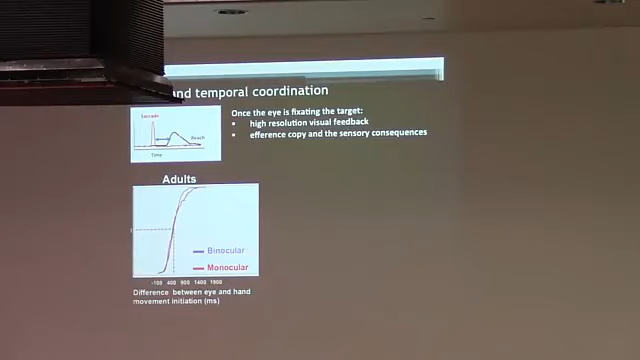 and temporal coordination
Once the eye is fixating the target:
▪ high resolution visual feedback
▪ efference copy and the sensory consequences
Saccade
Reach
Time
Adults
Binocular
Monocular
-100 400 900 1400 1900
Difference between eye and hand
movement initiation (ms)